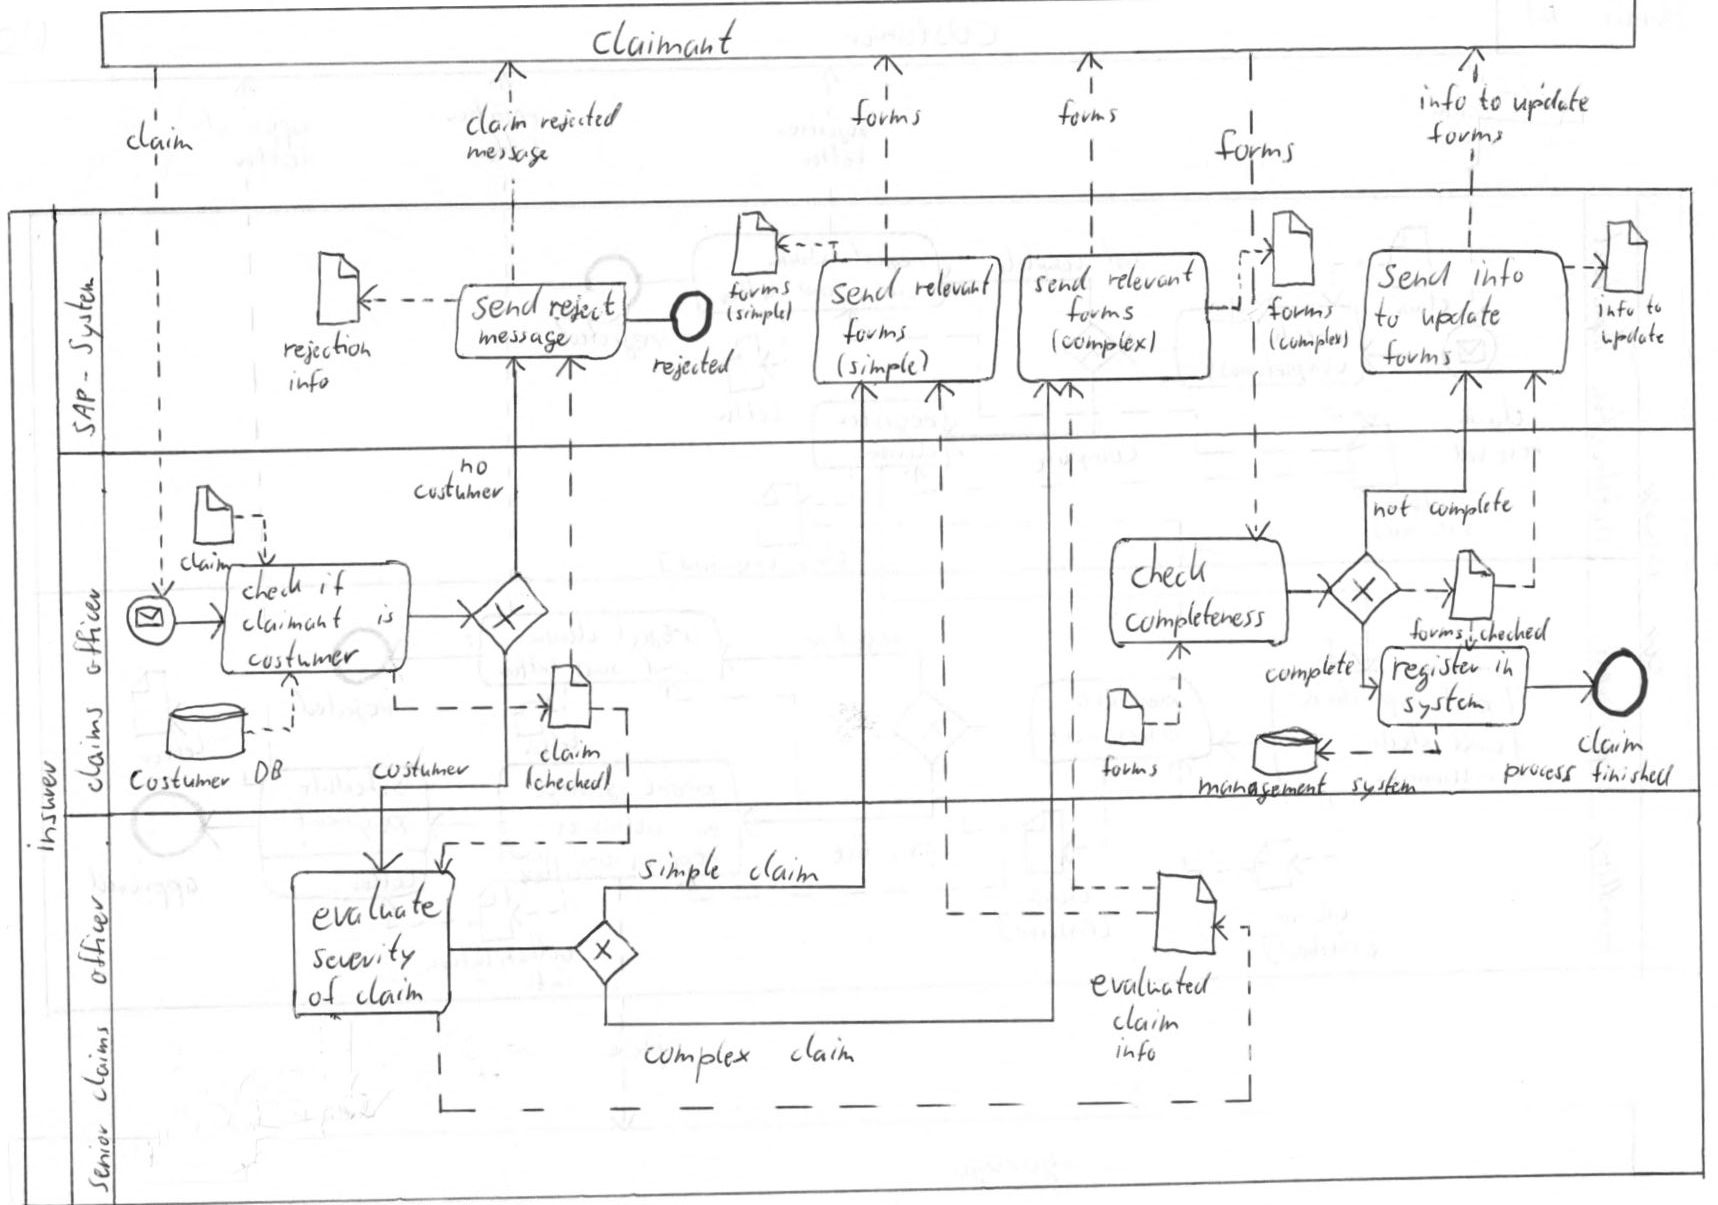 Claimant
claim
claim rejected
message
forms
forms
forms
info to update
forms
insurer
SAP-System
rejection
info
send reject
message
rejected
forms
(simple)
Send relevant
forms
(simple)
send relevant
forms
(complex)
forms
(complex)
Send info
to update
forms
info to
update
claims officer
no
costumer
claim
check if
claimant is
costumer
Costumer DB
costumer
claim
(checked)
check
completeness
forms
not complete
forms checked
complete
register in
system
management system
claim
process finished
senior claims officer
evaluate
severity
of claim
simple claim
complex claim
evaluated
claim
info